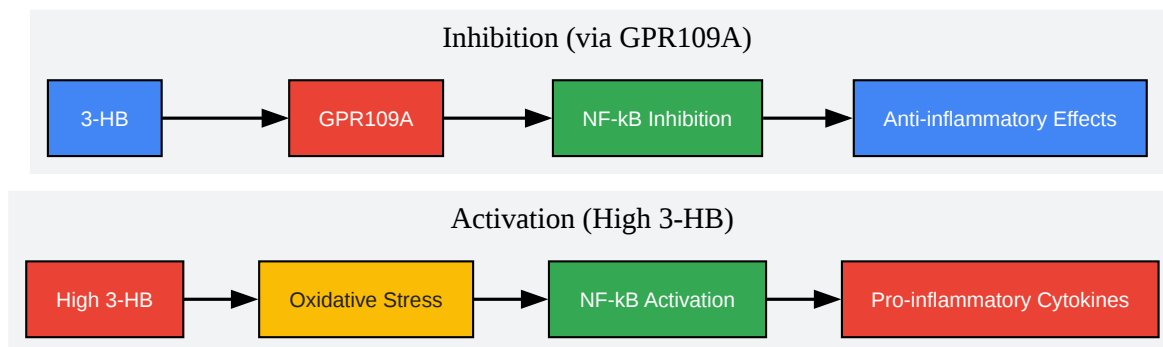 Inhibition (via GPR109A)
3-HB
GPR109A
NF-kB Inhibition
Anti-inflammatory Effects
Activation (High 3-HB)
High 3-HB
Oxidative Stress
NF-kB Activation
Pro-inflammatory Cytokines